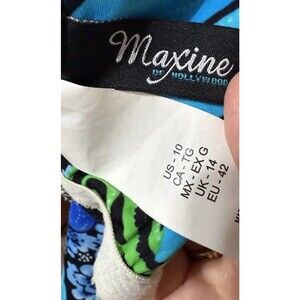 Maxine
OF HOLLYWOOD
US - 10
CA - TG
MX - EX G
UK - 14
EU - 42